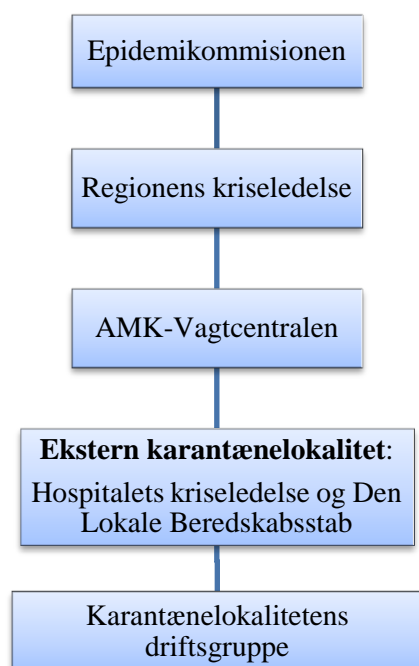 Epidemikommisionen
Regionens kriseledelse
AMK-Vagtcentralen
Ekstern karantænelokalitet:
Hospitalets kriseledelse og Den
Lokale Beredskabsstab
Karantænelokalitetens
driftsgruppe